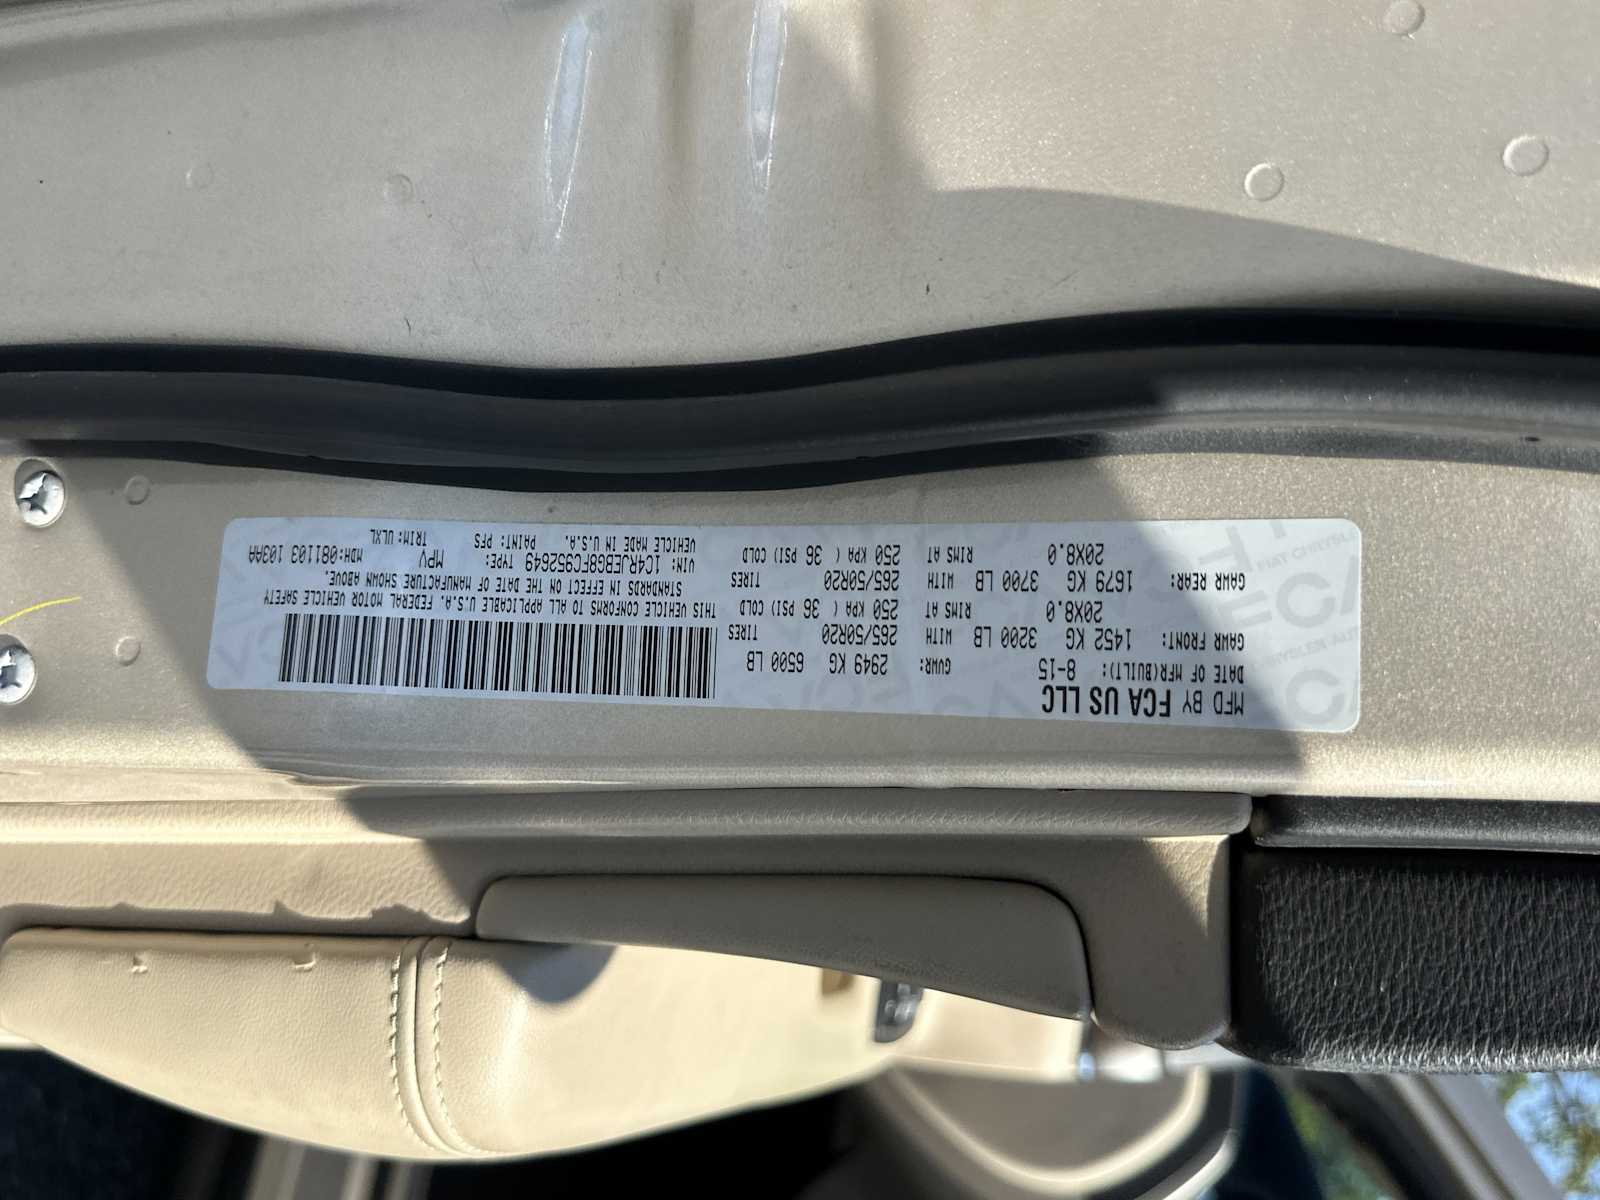 MFD BY FCA US LLC
DATE OF MFR(BUILT): 8-15 GVWR: 2949 KG 6500 LB
GAWR FRONT: 1452 KG 3200 LB WITH 265/50R20 TIRES
20X8.0 RIMS AT 250 KPA ( 36 PSI) COLD
GAWR REAR: 1679 KG 3700 LB WITH 265/50R20 TIRES
20X8.0 RIMS AT 250 KPA ( 36 PSI) COLD
THIS VEHICLE CONFORMS TO ALL APPLICABLE U.S.A. FEDERAL MOTOR VEHICLE SAFETY
STANDARDS IN EFFECT ON THE DATE OF MANUFACTURE SHOWN ABOVE.
VIN: 1C4RJEBG8FC952649 TYPE: MPV MDH:081103 103AA
VEHICLE MADE IN U.S.A. PAINT: PFS TRIM: ULXL